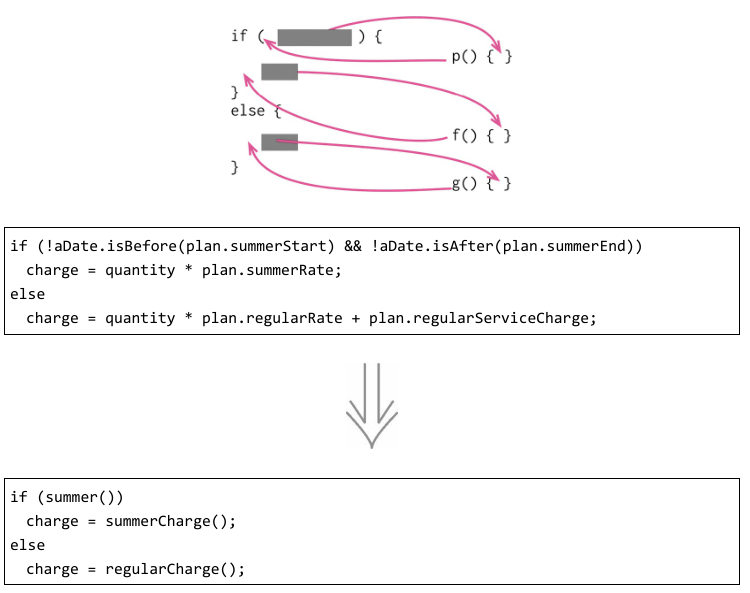 if (          ) {
p() { }
}
else {
f() { }
}
g() { }
if (!aDate.isBefore(plan.summerStart) && !aDate.isAfter(plan.summerEnd))
  charge = quantity * plan.summerRate;
else
  charge = quantity * plan.regularRate + plan.regularServiceCharge;
if (summer())
  charge = summerCharge();
else
  charge = regularCharge();